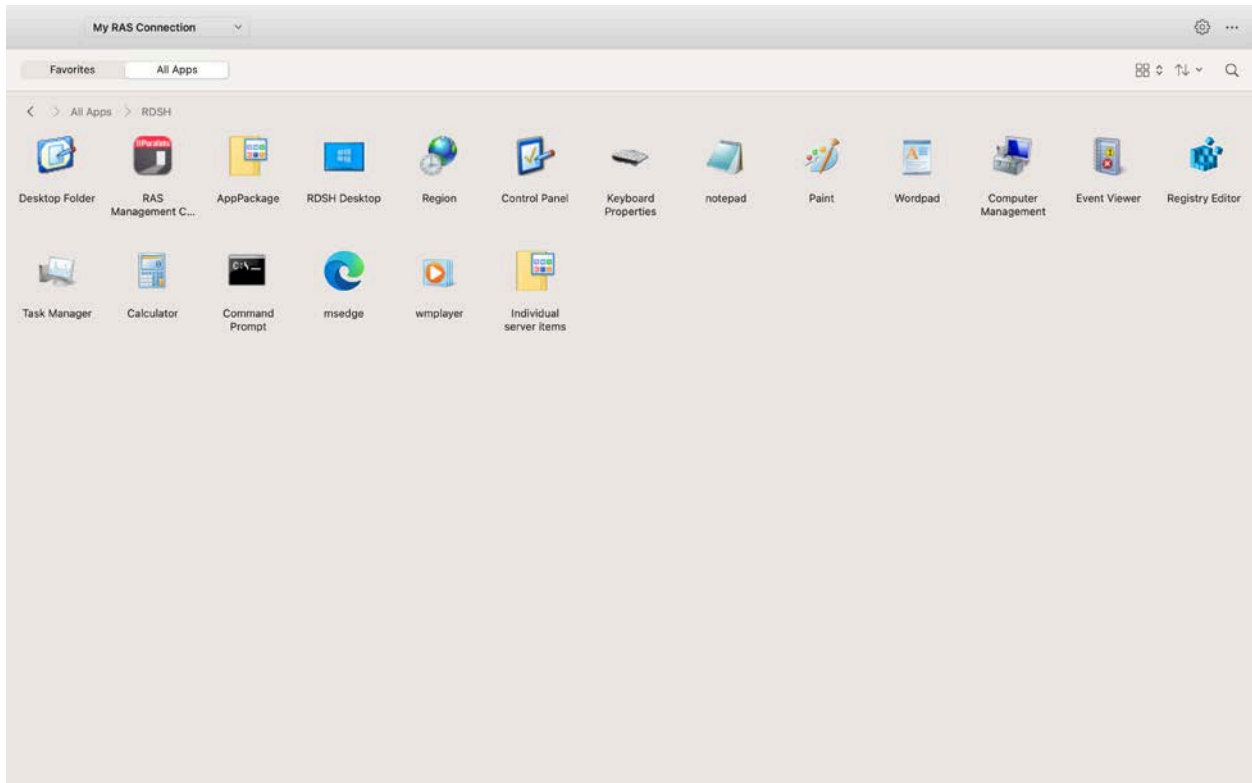 My RAS Connection
Favorites
All Apps
All Apps > RDSH
Desktop Folder
RAS
Management C...
AppPackage
RDSH Desktop
Region
Control Panel
Keyboard
Properties
notepad
Paint
Wordpad
Computer
Management
Event Viewer
Registry Editor
Task Manager
Calculator
Command
Prompt
msedge
wmplayer
Individual
server items
||Parallels
C:\_